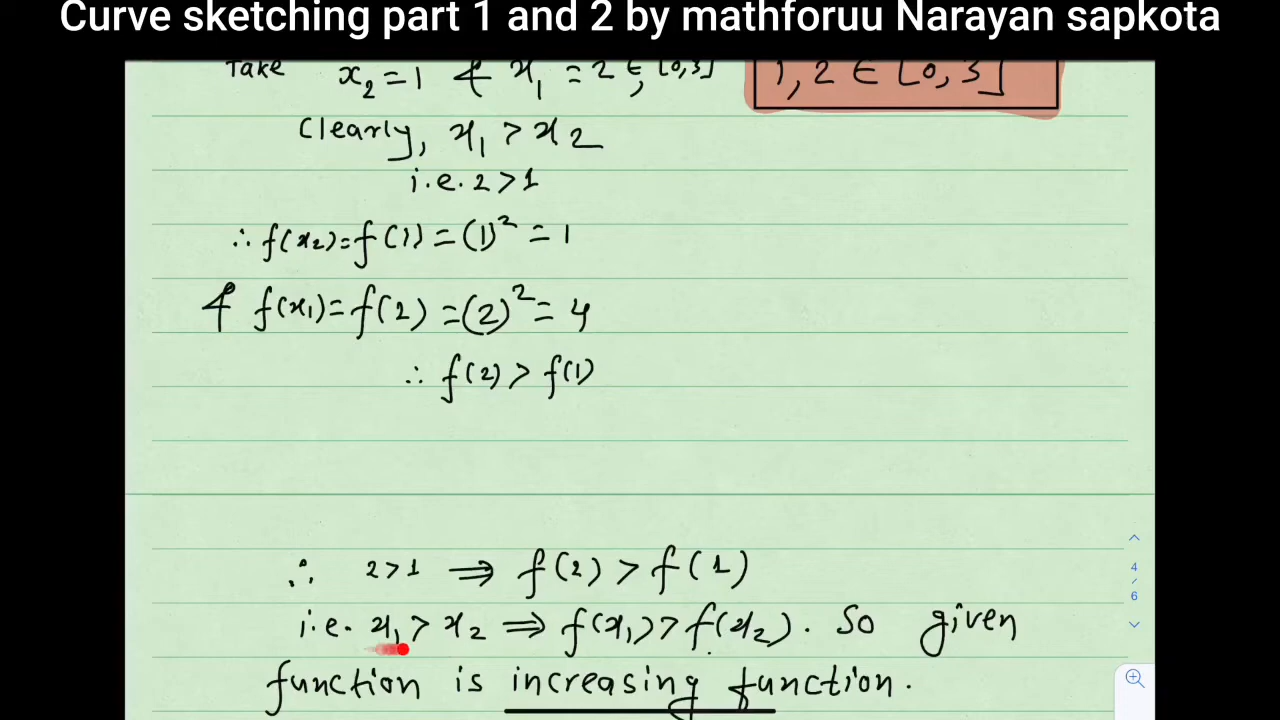 Curve sketching part 1 and 2 by mathforuu Narayan sapkota
Take x₂ = 1 & x₁ = 2 ∈ [0,3]
1, 2 ∈ [0, 3]
Clearly, x₁ > x₂
i.e. 2 > 1
∴ f(x₂) = f(1) = (1)² = 1
& f(x₁) = f(2) = (2)² = 4
∴ f(2) > f(1)
∴ 2 > 1 ⟹ f(2) > f(1)
i.e. x₁ > x₂ ⟹ f(x₁) > f(x₂). So given
function is increasing function.
4
/
6